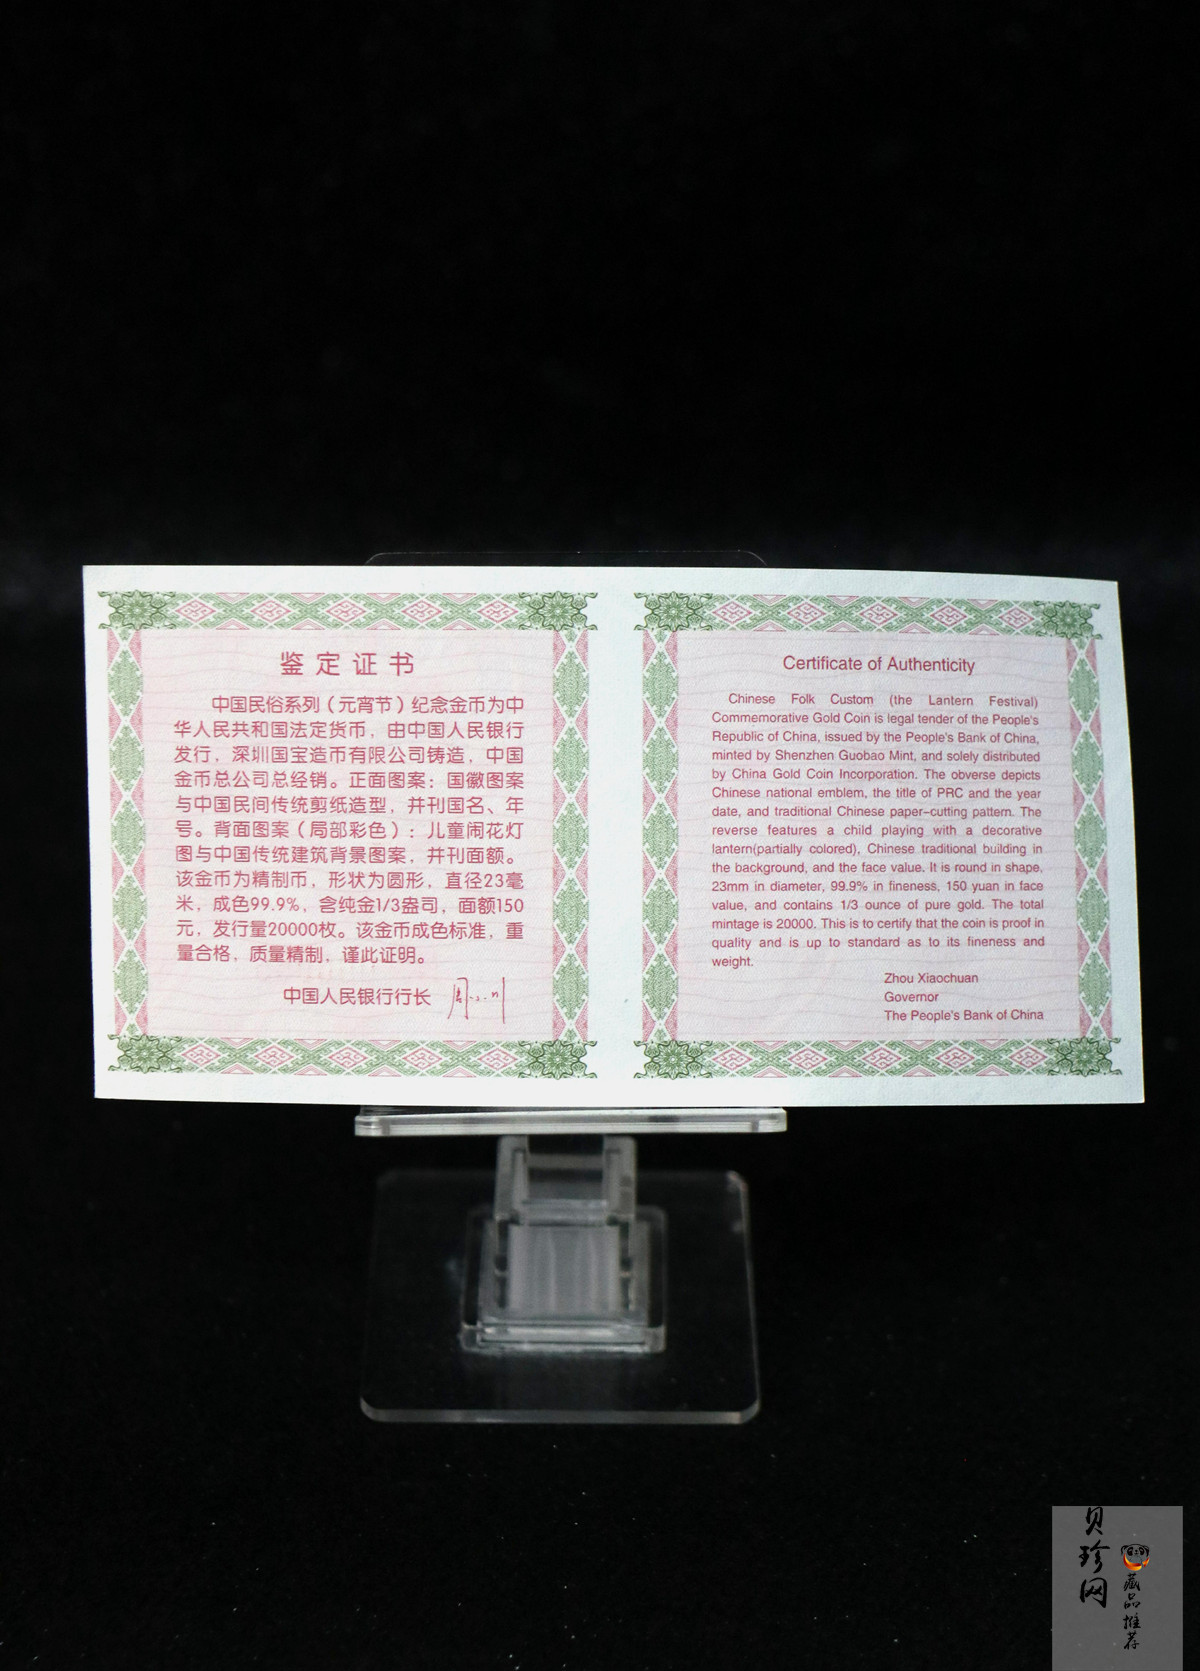 鉴定证书
中国民俗系列（元宵节）纪念金币为中
华人民共和国法定货币，由中国人民银行
发行，深圳国宝造币有限公司铸造，中国
金币总公司总经销。正面图案：国徽图案
与中国民间传统剪纸造型，并刊国名、年
号。背面图案（局部彩色）：儿童闹花灯
图与中国传统建筑背景图案，并刊面额。
该金币为精制币，形状为圆形，直径23毫
米，成色99.9%，含纯金1/3盎司，面额150
元，发行量20000枚。该金币成色标准，重
量合格，质量精制，谨此证明。
中国人民银行行长
Certificate of Authenticity
Chinese Folk Custom (the Lantern Festival)
Commemorative Gold Coin is legal tender of the People's
Republic of China, issued by the People's Bank of China,
minted by Shenzhen Guobao Mint, and solely distributed
by China Gold Coin Incorporation. The obverse depicts
Chinese national emblem, the title of PRC and the year
date, and traditional Chinese paper-cutting pattern. The
reverse features a child playing with a decorative
lantern(partially colored), Chinese traditional building in
the background, and the face value. It is round in shape,
23mm in diameter, 99.9% in fineness, 150 yuan in face
value, and contains 1/3 ounce of pure gold. The total
mintage is 20000. This is to certify that the coin is proof in
quality and is up to standard as to its fineness and
weight.
Zhou Xiaochuan
Governor
The People's Bank of China
贝珍网
藏品推荐